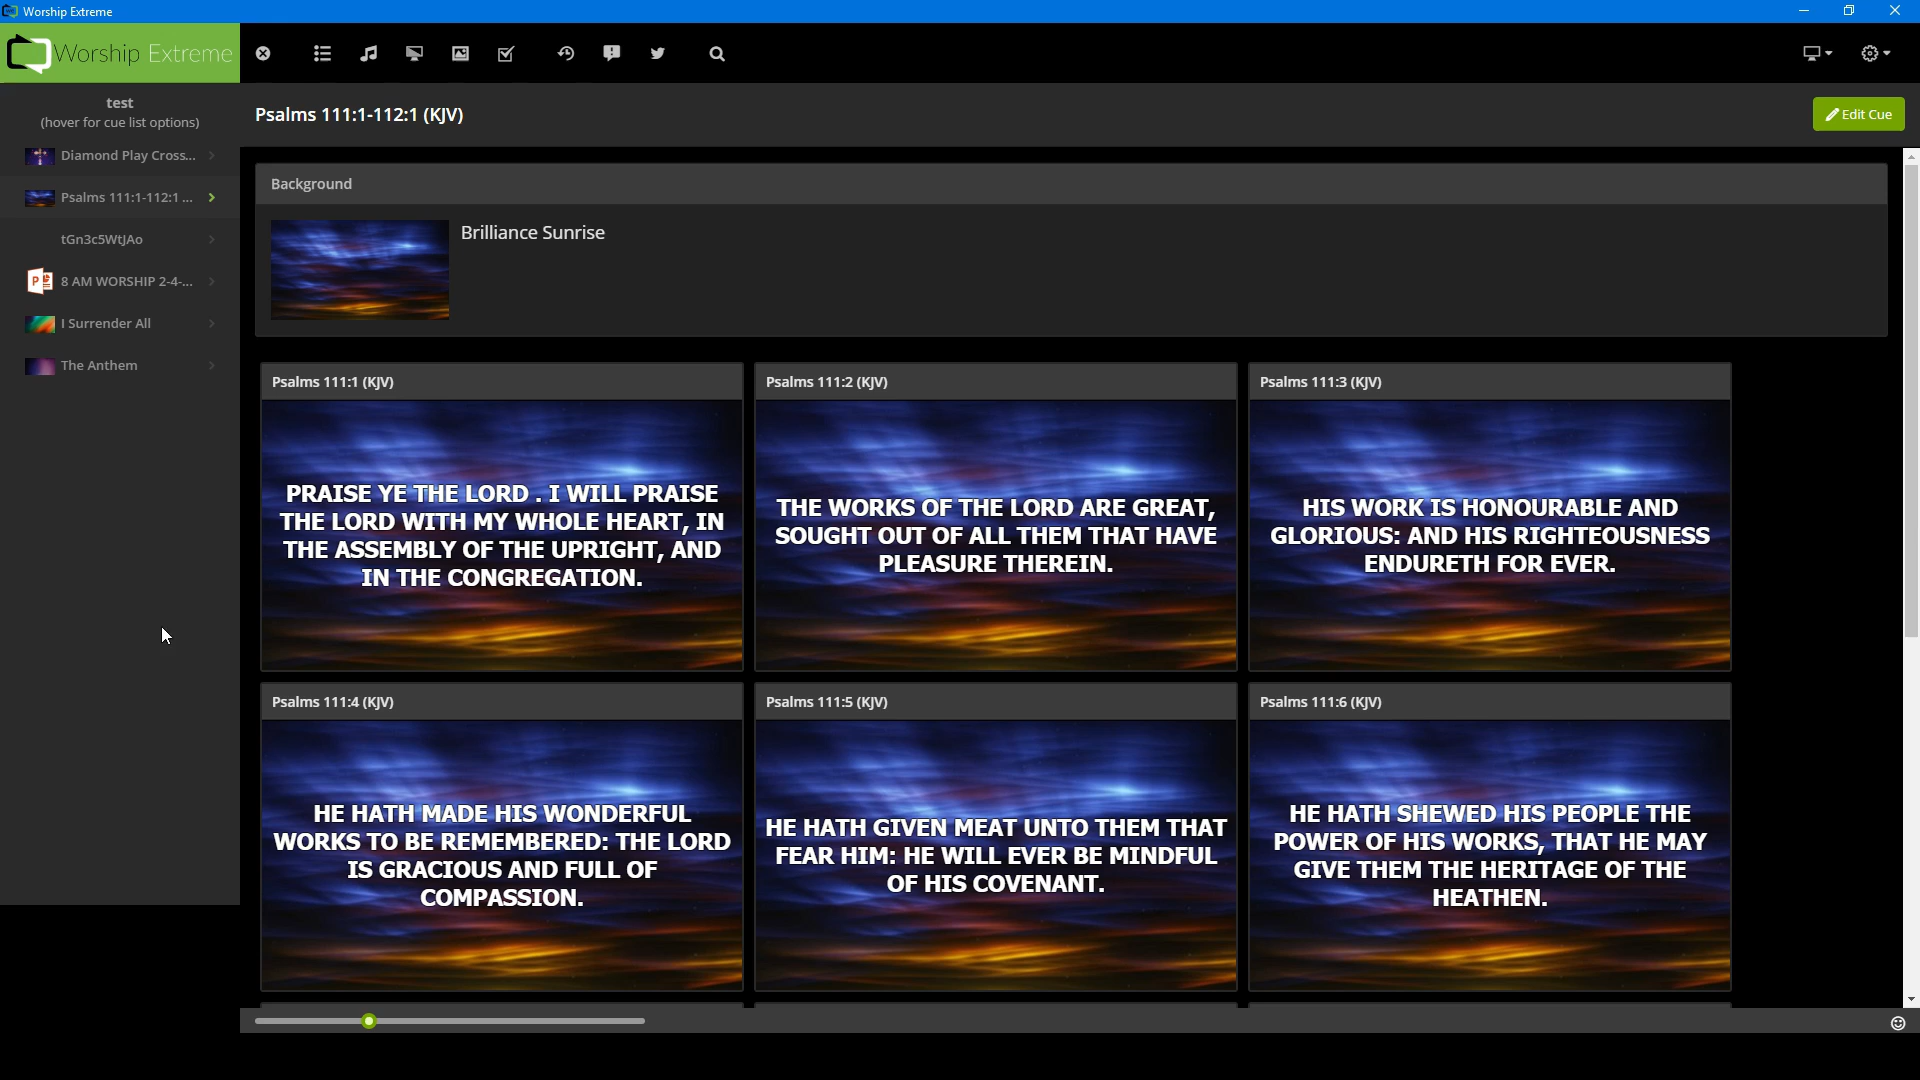 Worship Extreme
Worship Extreme
test
(hover for cue list options)
Diamond Play Cross...
Psalms 111:1-112:1 ...
tGn3c5WtJAo
8 AM WORSHIP 2-4-...
I Surrender All
The Anthem
Psalms 111:1-112:1 (KJV)
Edit Cue
Background
Brilliance Sunrise
Psalms 111:1 (KJV)
PRAISE YE THE LORD . I WILL PRAISE
THE LORD WITH MY WHOLE HEART, IN
THE ASSEMBLY OF THE UPRIGHT, AND
IN THE CONGREGATION.
Psalms 111:2 (KJV)
THE WORKS OF THE LORD ARE GREAT,
SOUGHT OUT OF ALL THEM THAT HAVE
PLEASURE THEREIN.
Psalms 111:3 (KJV)
HIS WORK IS HONOURABLE AND
GLORIOUS: AND HIS RIGHTEOUSNESS
ENDURETH FOR EVER.
Psalms 111:4 (KJV)
HE HATH MADE HIS WONDERFUL
WORKS TO BE REMEMBERED: THE LORD
IS GRACIOUS AND FULL OF
COMPASSION.
Psalms 111:5 (KJV)
HE HATH GIVEN MEAT UNTO THEM THAT
FEAR HIM: HE WILL EVER BE MINDFUL
OF HIS COVENANT.
Psalms 111:6 (KJV)
HE HATH SHEWED HIS PEOPLE THE
POWER OF HIS WORKS, THAT HE MAY
GIVE THEM THE HERITAGE OF THE
HEATHEN.